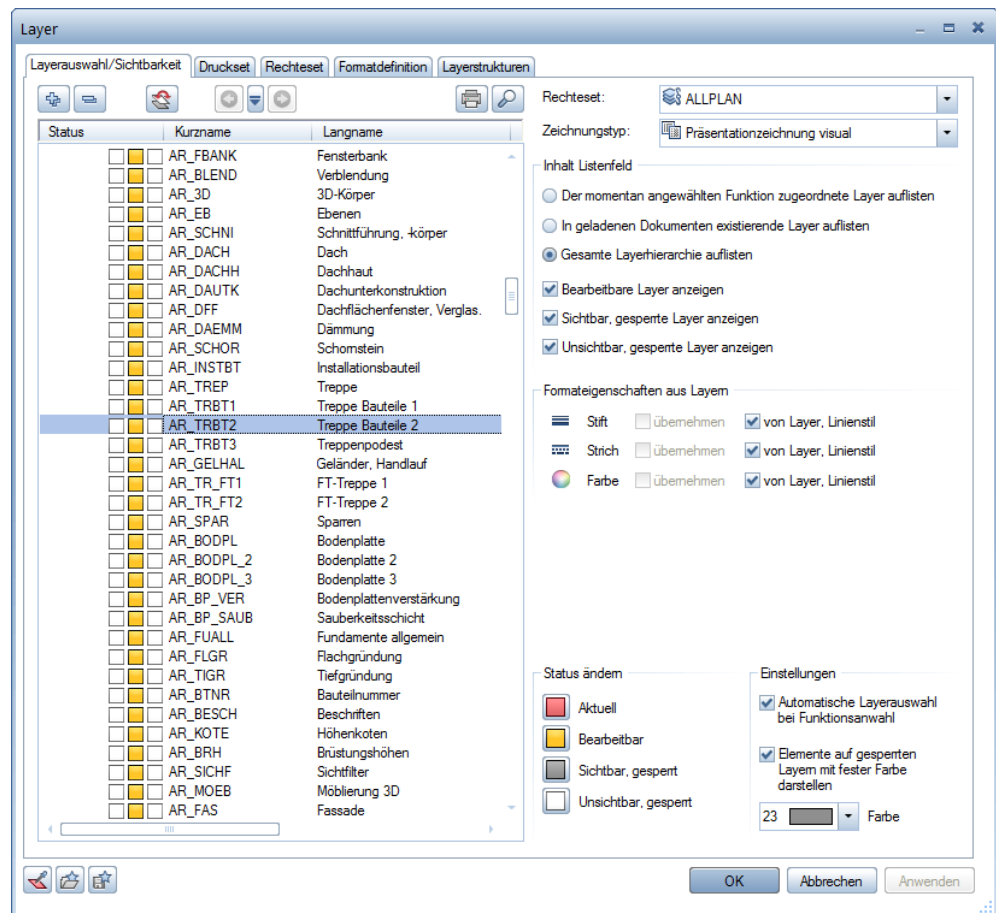 Layer
Layerauswahl/Sichtbarkeit Druckset Rechteset Formatdefinition Layerstrukturen
Status Kurzname Langname
AR_FBANK Fensterbank
AR_BLEND Verblendung
AR_3D 3D-Körper
AR_EB Ebenen
AR_SCHNI Schnittführung, -körper
AR_DACH Dach
AR_DACHH Dachhaut
AR_DAUTK Dachunterkonstruktion
AR_DFF Dachflächenfenster, Verglas.
AR_DAEMM Dämmung
AR_SCHOR Schornstein
AR_INSTBT Installationsbauteil
AR_TREP Treppe
AR_TRBT1 Treppe Bauteile 1
AR_TRBT2 Treppe Bauteile 2
AR_TRBT3 Treppenpodest
AR_GELHAL Geländer, Handlauf
AR_TR_FT1 FT-Treppe 1
AR_TR_FT2 FT-Treppe 2
AR_SPAR Sparren
AR_BODPL Bodenplatte
AR_BODPL_2 Bodenplatte 2
AR_BODPL_3 Bodenplatte 3
AR_BP_VER Bodenplattenverstärkung
AR_BP_SAUB Sauberkeitsschicht
AR_FUALL Fundamente allgemein
AR_FLGR Flachgründung
AR_TIGR Tiefgründung
AR_BTNR Bauteilnummer
AR_BESCH Beschriften
AR_KOTE Höhenkoten
AR_BRH Brüstungshöhen
AR_SICHF Sichtfilter
AR_MOEB Möblierung 3D
AR_FAS Fassade
Rechteset: ALLPLAN
Zeichnungstyp: Präsentationzeichnung visual
Inhalt Listenfeld
Der momentan angewählten Funktion zugeordnete Layer auflisten
In geladenen Dokumenten existierende Layer auflisten
Gesamte Layerhierarchie auflisten
Bearbeitbare Layer anzeigen
Sichtbar, gesperrte Layer anzeigen
Unsichtbar, gesperrte Layer anzeigen
Formateigenschaften aus Layern
Stift übernehmen von Layer, Linienstil
Strich übernehmen von Layer, Linienstil
Farbe übernehmen von Layer, Linienstil
Status ändern
Aktuell
Bearbeitbar
Sichtbar, gesperrt
Unsichtbar, gesperrt
Einstellungen
Automatische Layerauswahl
bei Funktionsanwahl
Elemente auf gesperrten
Layern mit fester Farbe
darstellen
23 Farbe
OK Abbrechen Anwenden